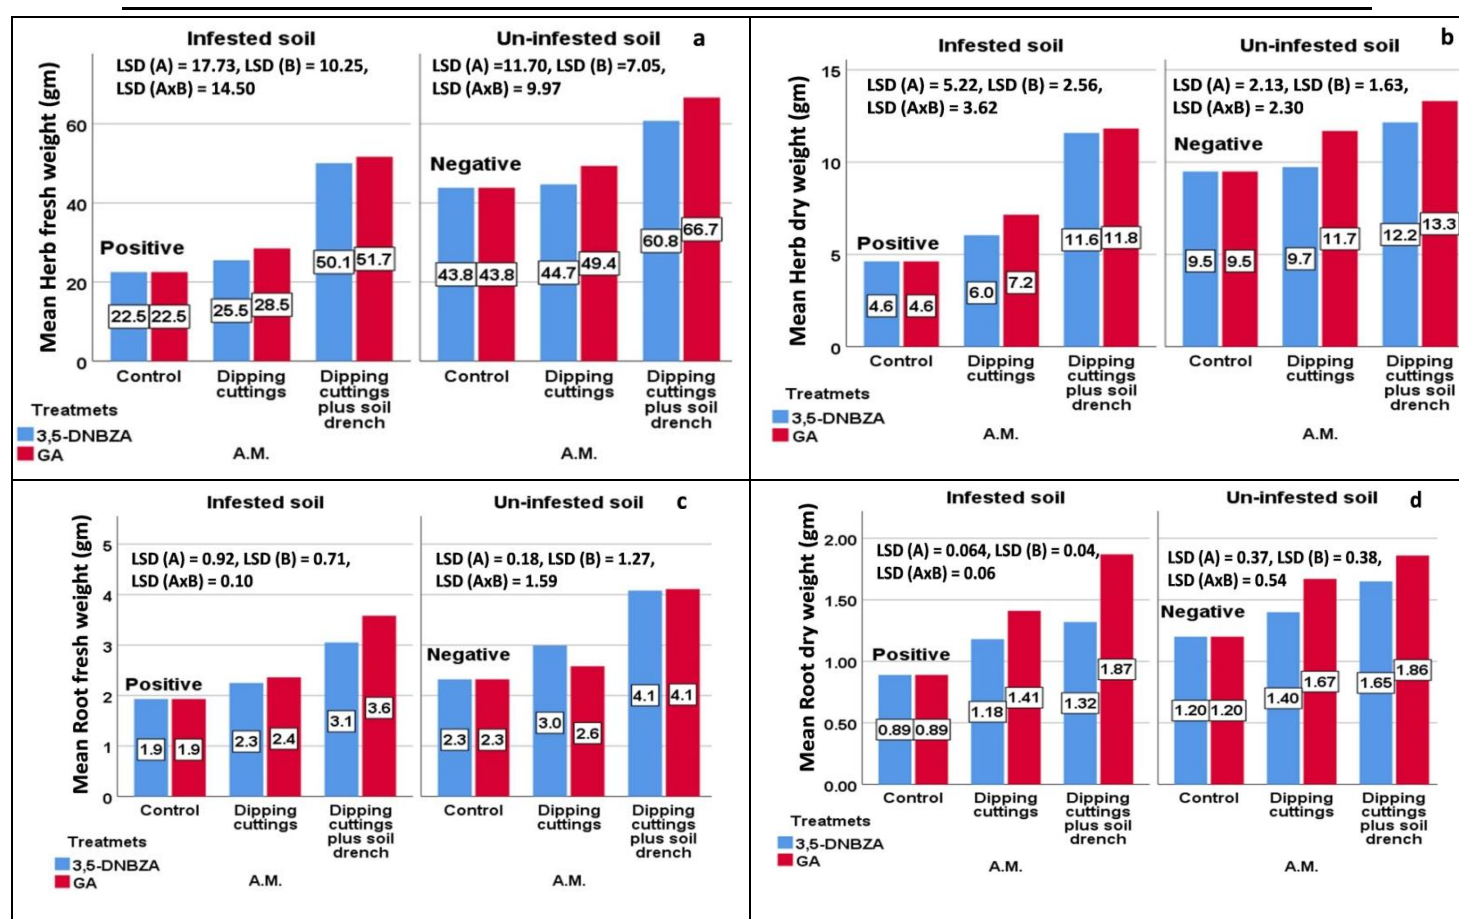 Infested soil
Un-infested soil
a
LSD (A) = 17.73, LSD (B) = 10.25,
LSD (AxB) = 14.50
LSD (A) =11.70, LSD (B) =7.05,
LSD (AxB) = 9.97
Mean Herb fresh weight (gm)
60
40
20
0
Positive
Negative
22.5
22.5
25.5
28.5
50.1
51.7
43.8
43.8
44.7
49.4
60.8
66.7
Control
Dipping
cuttings
Dipping
cuttings
plus soil
drench
Control
Dipping
cuttings
Dipping
cuttings
plus soil
drench
Treatmets
3,5-DNBZA
GA
A.M.
A.M.
Infested soil
Un-infested soil
b
LSD (A) = 5.22, LSD (B) = 2.56,
LSD (AxB) = 3.62
LSD (A) = 2.13, LSD (B) = 1.63,
LSD (AxB) = 2.30
Mean Herb dry weight (gm)
15
10
5
0
Positive
Negative
4.6
4.6
6.0
7.2
11.6
11.8
9.5
9.5
9.7
11.7
12.2
13.3
Control
Dipping
cuttings
Dipping
cuttings
plus soil
drench
Control
Dipping
cuttings
Dipping
cuttings
plus soil
drench
Treatmets
3,5-DNBZA
GA
A.M.
A.M.
Infested soil
Un-infested soil
c
LSD (A) = 0.92, LSD (B) = 0.71,
LSD (AxB) = 0.10
LSD (A) = 0.18, LSD (B) = 1.27,
LSD (AxB) = 1.59
Mean Root fresh weight (gm)
5
4
3
2
1
0
Positive
Negative
1.9
1.9
2.3
2.4
3.1
3.6
2.3
2.3
3.0
2.6
4.1
4.1
Control
Dipping
cuttings
Dipping
cuttings
plus soil
drench
Control
Dipping
cuttings
Dipping
cuttings
plus soil
drench
Treatmets
3,5-DNBZA
GA
A.M.
A.M.
Infested soil
Un-infested soil
d
LSD (A) = 0.064, LSD (B) = 0.04,
LSD (AxB) = 0.06
LSD (A) = 0.37, LSD (B) = 0.38,
LSD (AxB) = 0.54
Mean Root dry weight (gm)
2.00
1.50
1.00
0.50
0.00
Positive
Negative
0.89
0.89
1.18
1.41
1.32
1.87
1.20
1.20
1.40
1.67
1.65
1.86
Control
Dipping
cuttings
Dipping
cuttings
plus soil
drench
Control
Dipping
cuttings
Dipping
cuttings
plus soil
drench
Treatmets
3,5-DNBZA
GA
A.M.
A.M.